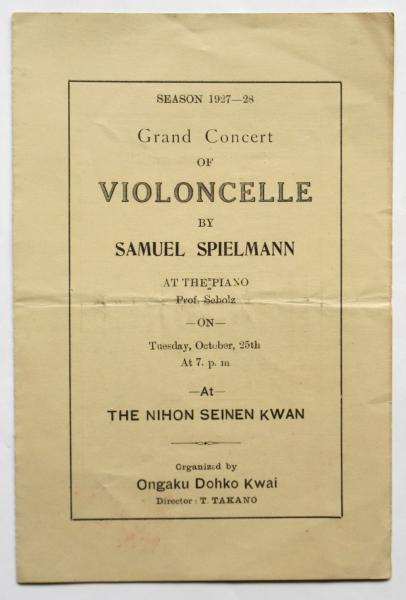 SEASON 1927—28
Grand Concert
OF
VIOLONCELLE
BY
SAMUEL SPIELMANN
AT THE PIANO
Prof. Scholz
—ON—
Tuesday, October, 25th
At 7. p. m
—At—
THE NIHON SEINEN KWAN
Organized by
Ongaku Dohko Kwai
Director : T. TAKANO